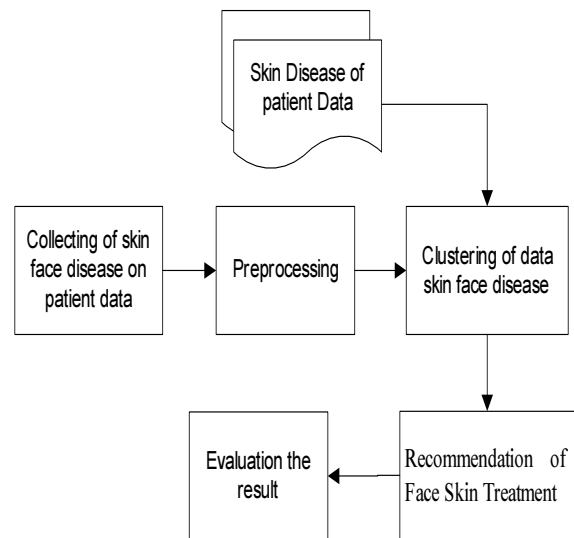 Skin Disease of
patient Data
Collecting of skin
face disease on
patient data
Preprocessing
Clustering of data
skin face disease
Evaluation the
result
Recommendation of
Face Skin Treatment